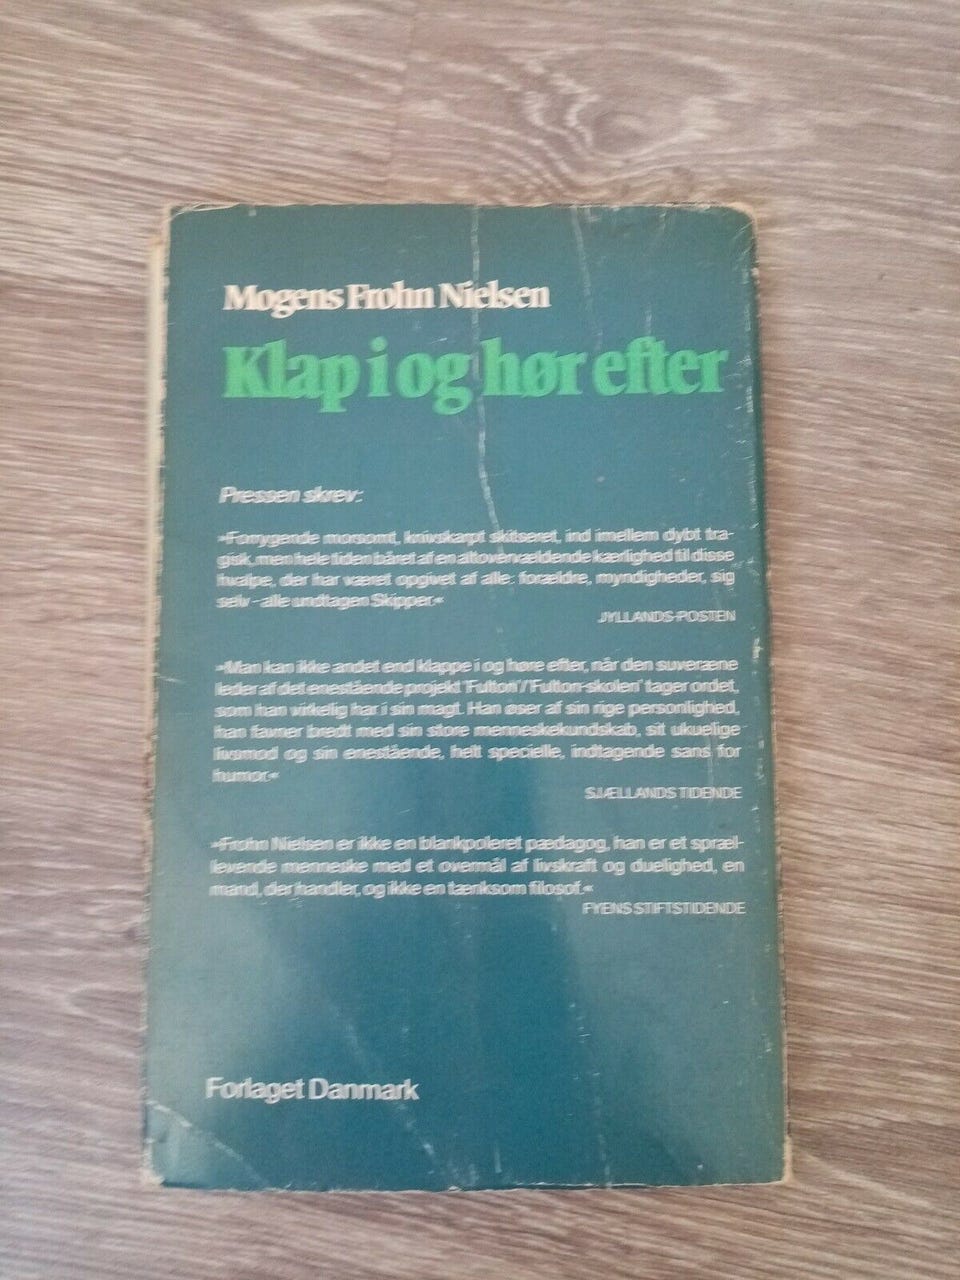 Mogens Frohn Nielsen
Klap i og hør efter
Pressen skrev:
»Forrygende morsomt, knivskarpt skitseret, ind imellem dybt tra-
gisk, men hele tiden båret af en altovervældende kærlighed til disse
hvalpe, der har været opgivet af alle: forældre, myndigheder, sig
selv – alle undtagen Skipper.«
JYLLANDS-POSTEN
»Man kan ikke andet end klappe i og høre efter, når den suveræne
leder af det enestående projekt 'Fulton'/'Fulton-skolen' tager ordet,
som han virkelig har i sin magt. Han øser af sin rige personlighed,
han favner bredt med sin store menneskekundskab, sit ukuelige
livsmod og sin enestående, helt specielle, indtagende sans for
humor.«
SJÆLLANDS TIDENDE
»Frohn Nielsen er ikke en blankpoleret pædagog, han er et spræl-
levende menneske med et overmål af livskraft og duelighed, en
mand, der handler, og ikke en tænksom filosof.«
FYENS STIFTSTIDENDE
Forlaget Danmark